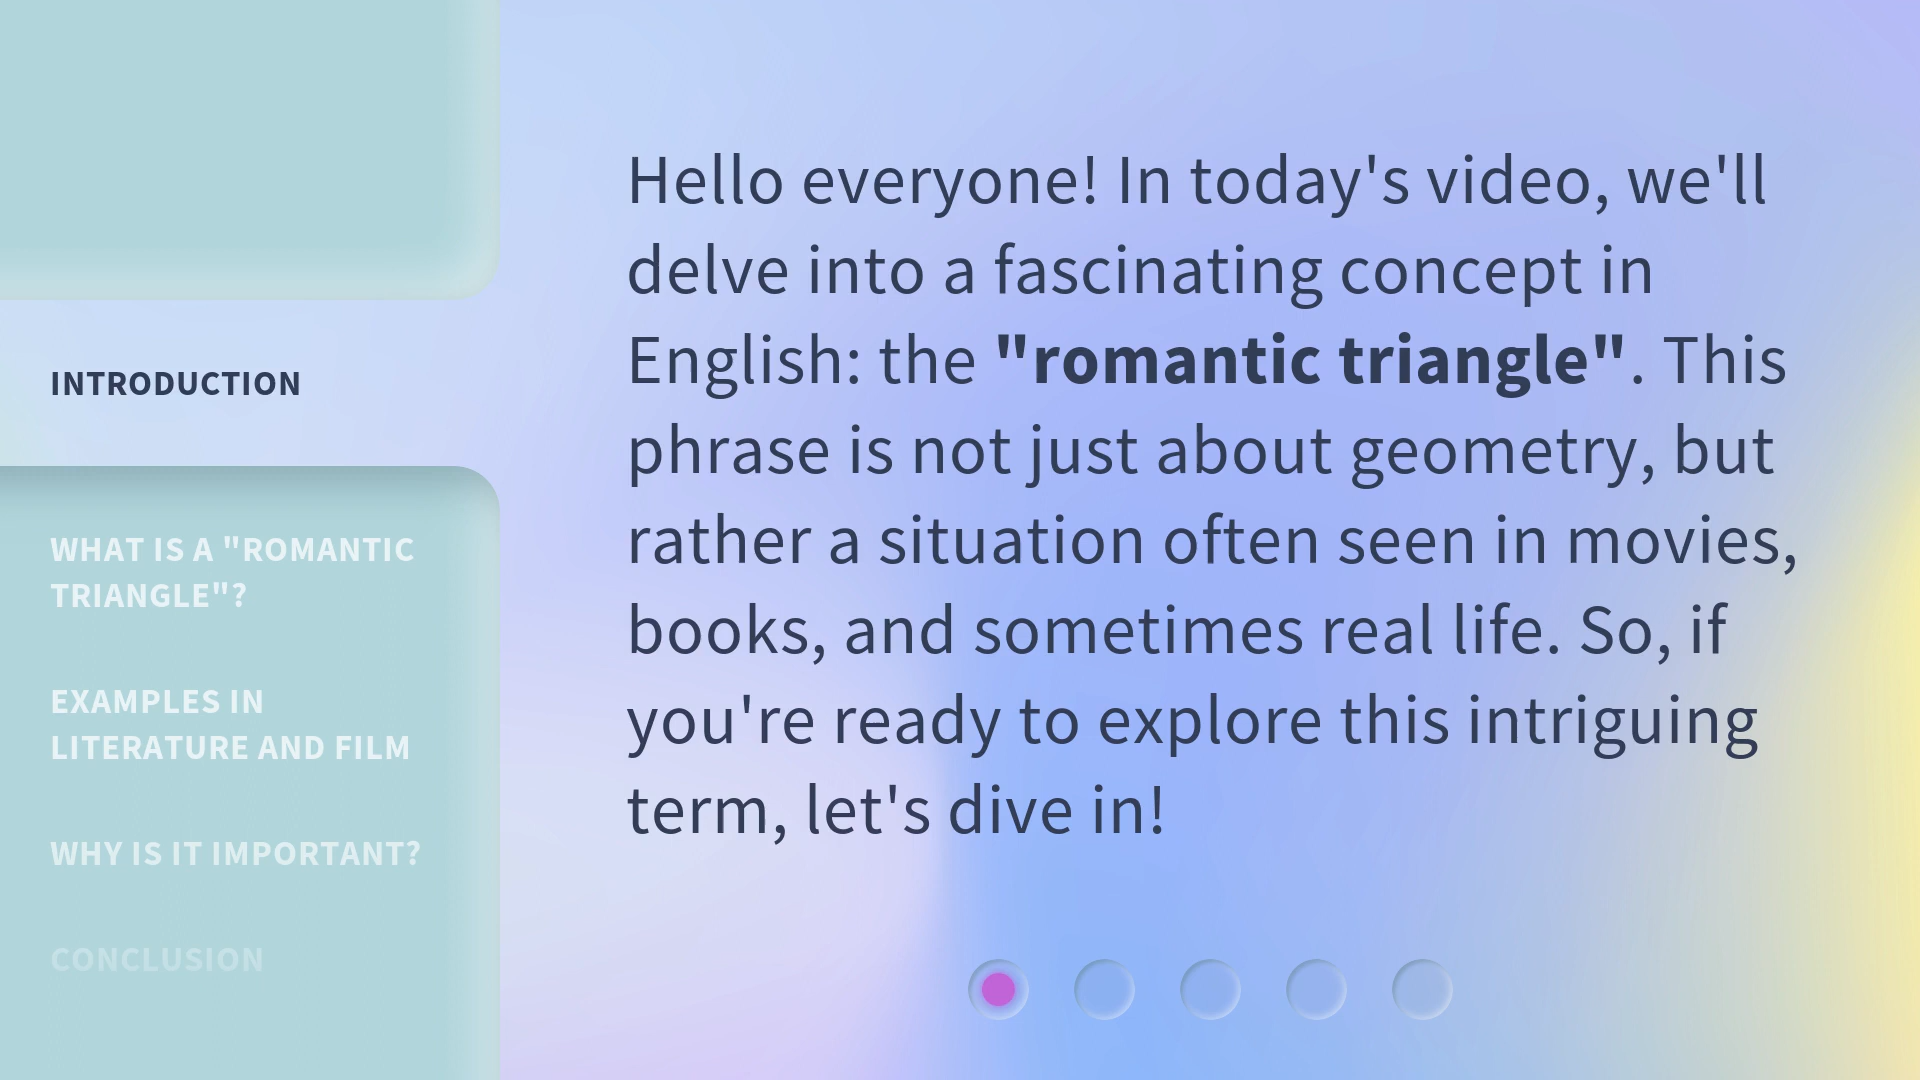 INTRODUCTION
WHAT IS A "ROMANTIC
TRIANGLE"?
EXAMPLES IN
LITERATURE AND FILM
WHY IS IT IMPORTANT?
CONCLUSION
Hello everyone! In today's video, we'll
delve into a fascinating concept in
English: the "romantic triangle". This
phrase is not just about geometry, but
rather a situation often seen in movies,
books, and sometimes real life. So, if
you're ready to explore this intriguing
term, let's dive in!